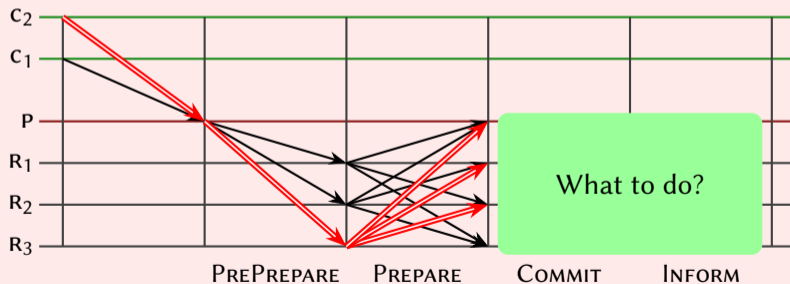 C2
C1
P
R1
What to do?
R2
R3
PREPREPARE PREPARE COMMIT INFORM